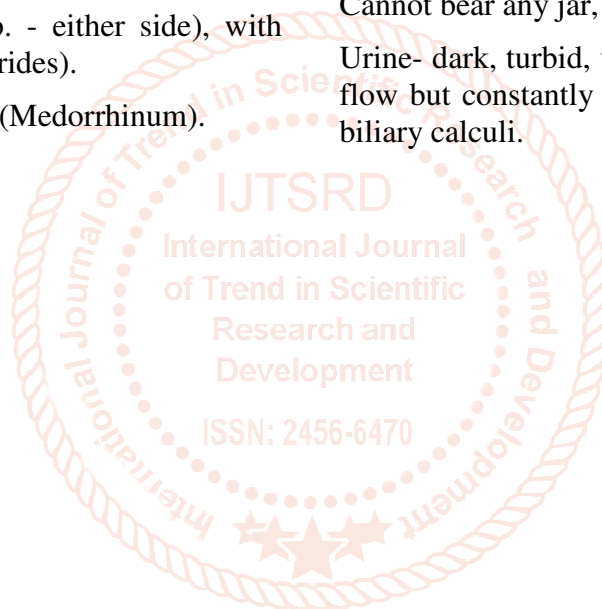 o. - either side), with
rides).
(Medorrhinum).
Cannot bear any jar,
Urine- dark, turbid,
flow but constantly
biliary calculi.
International Journal of Trend in Scientific Research and Development
IJTSRD
International Journal
of Trend in Scientific
Research and
Development
ISSN: 2456-6470